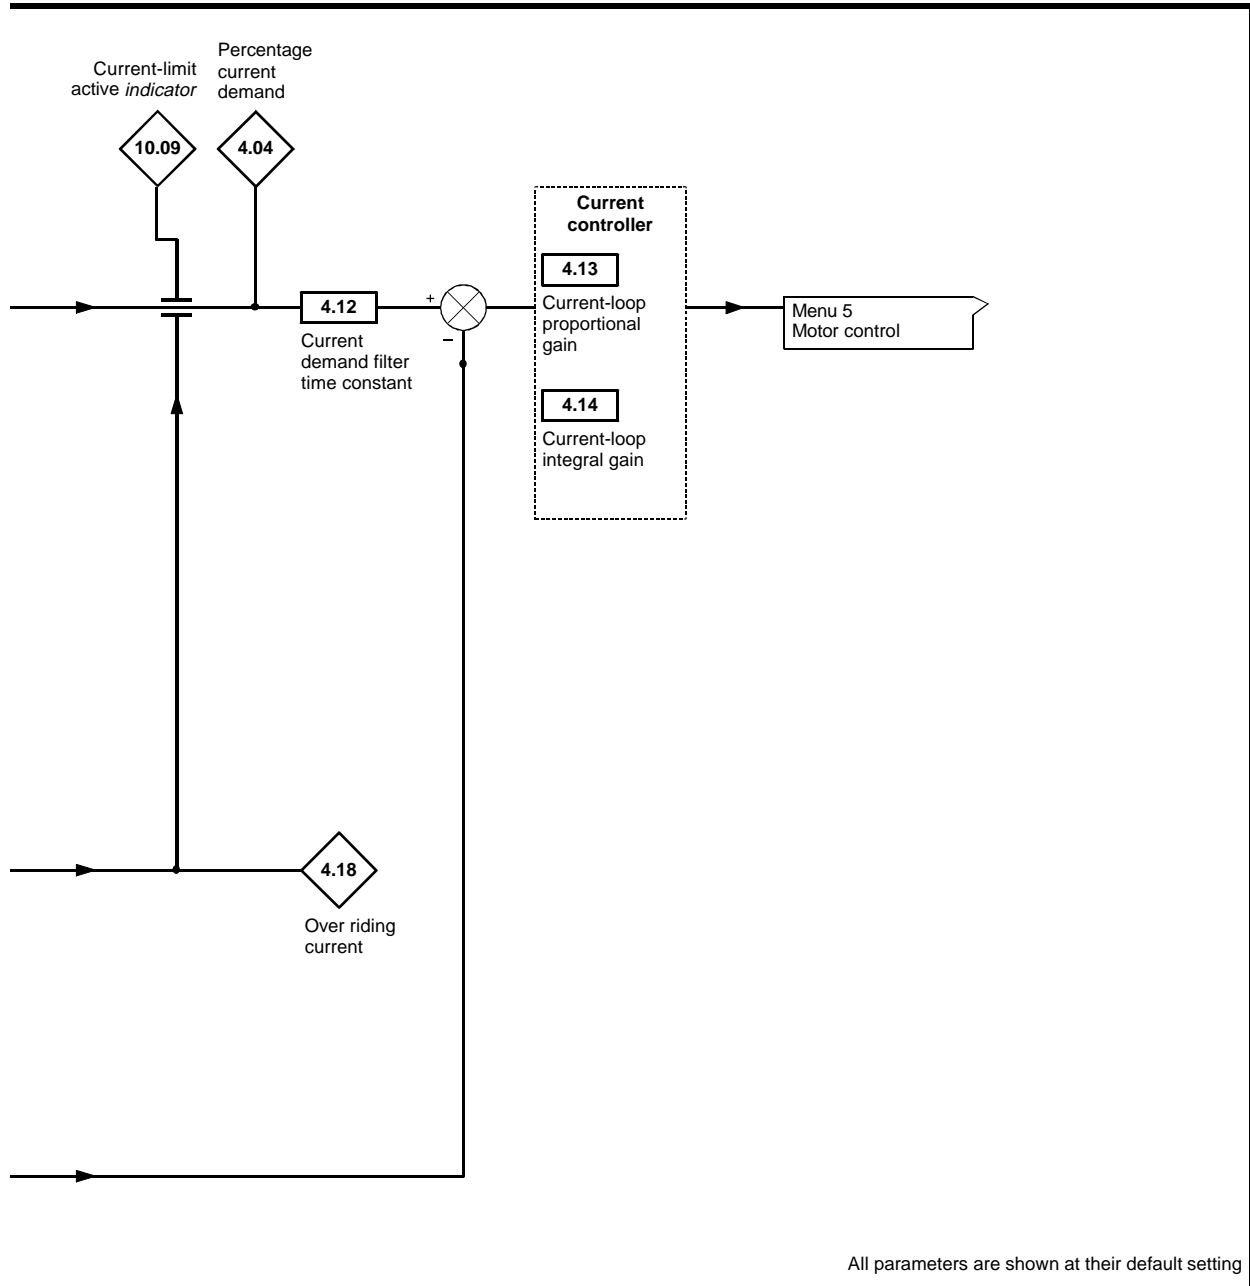 Current-limit
active indicator
Percentage
current
demand
10.09
4.04
Current
controller
4.13
Current-loop
proportional
gain
4.12
Current
demand filter
time constant
+
–
Menu 5
Motor control
4.14
Current-loop
integral gain
4.18
Over riding
current
All parameters are shown at their default setting